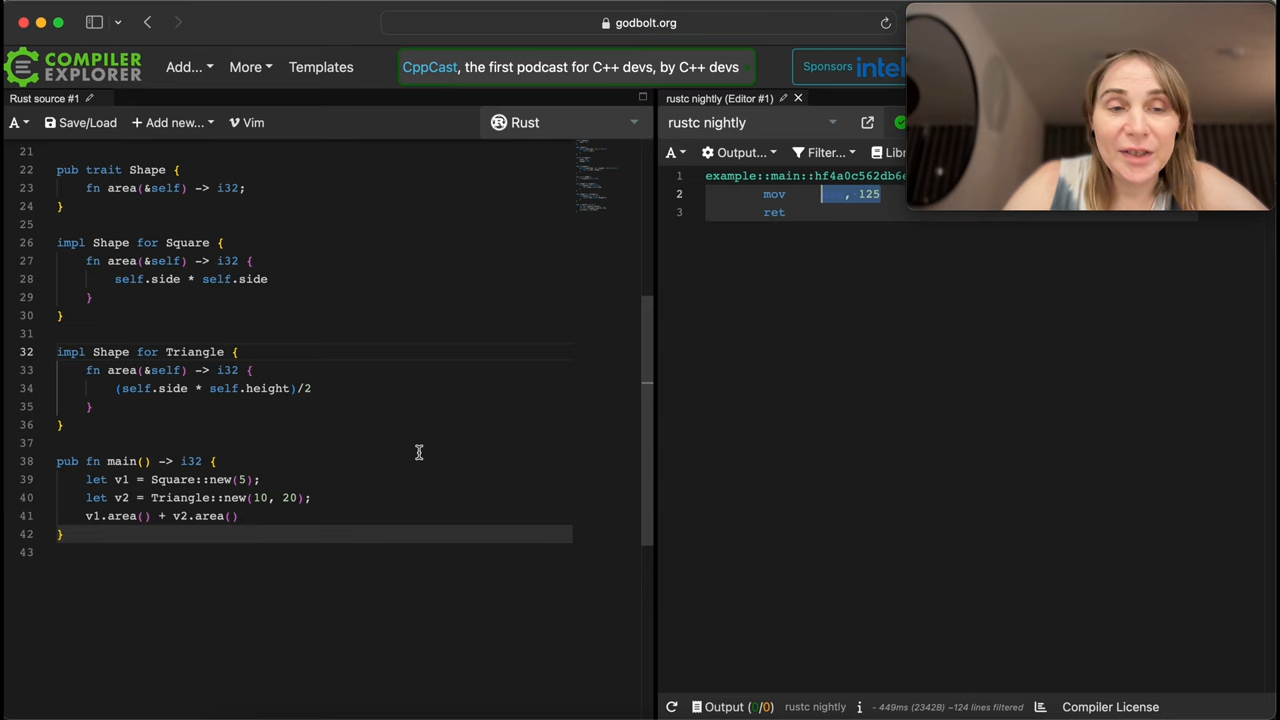 godbolt.org
COMPILER
EXPLORER
Add...
More
Templates
CppCast, the first podcast for C++ devs, by C++ devs
Sponsors intel
Rust source #1
rustc nightly (Editor #1)
A
Save/Load
+ Add new...
Vim
Rust
rustc nightly
A
Output...
Filter...
21
22 pub trait Shape {
23 fn area(&self) -> i32;
24 }
25
26 impl Shape for Square {
27 fn area(&self) -> i32 {
28 self.side * self.side
29 }
30 }
31
32 impl Shape for Triangle {
33 fn area(&self) -> i32 {
34 (self.side * self.height)/2
35 }
36 }
37
38 pub fn main() -> i32 {
39 let v1 = Square::new(5);
40 let v2 = Triangle::new(10, 20);
41 v1.area() + v2.area()
42 }
43
1 example::main::hf4a0c562db6e
2 mov , 125
3 ret
Output (0/0) rustc nightly i - 449ms (2342B) ~124 lines filtered
Compiler License